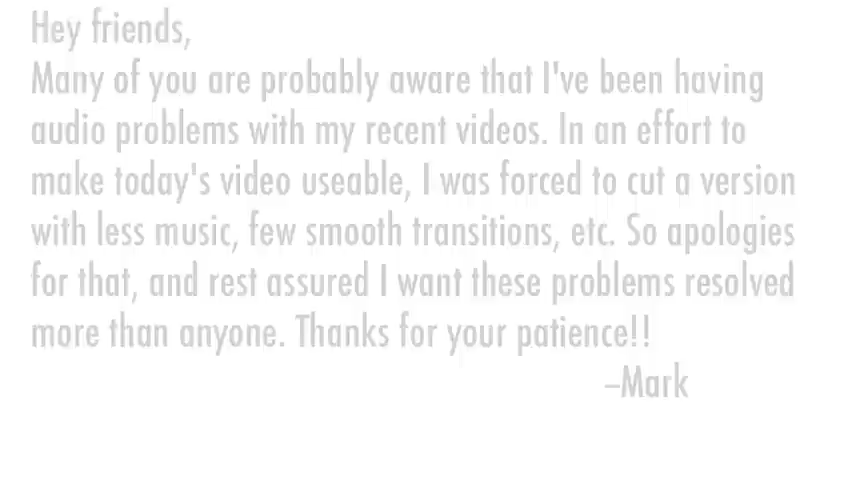 Hey friends,
Many of you are probably aware that I've been having
audio problems with my recent videos. In an effort to
make today's video useable, I was forced to cut a version
with less music, few smooth transitions, etc. So apologies
for that, and rest assured I want these problems resolved
more than anyone. Thanks for your patience!!
–Mark